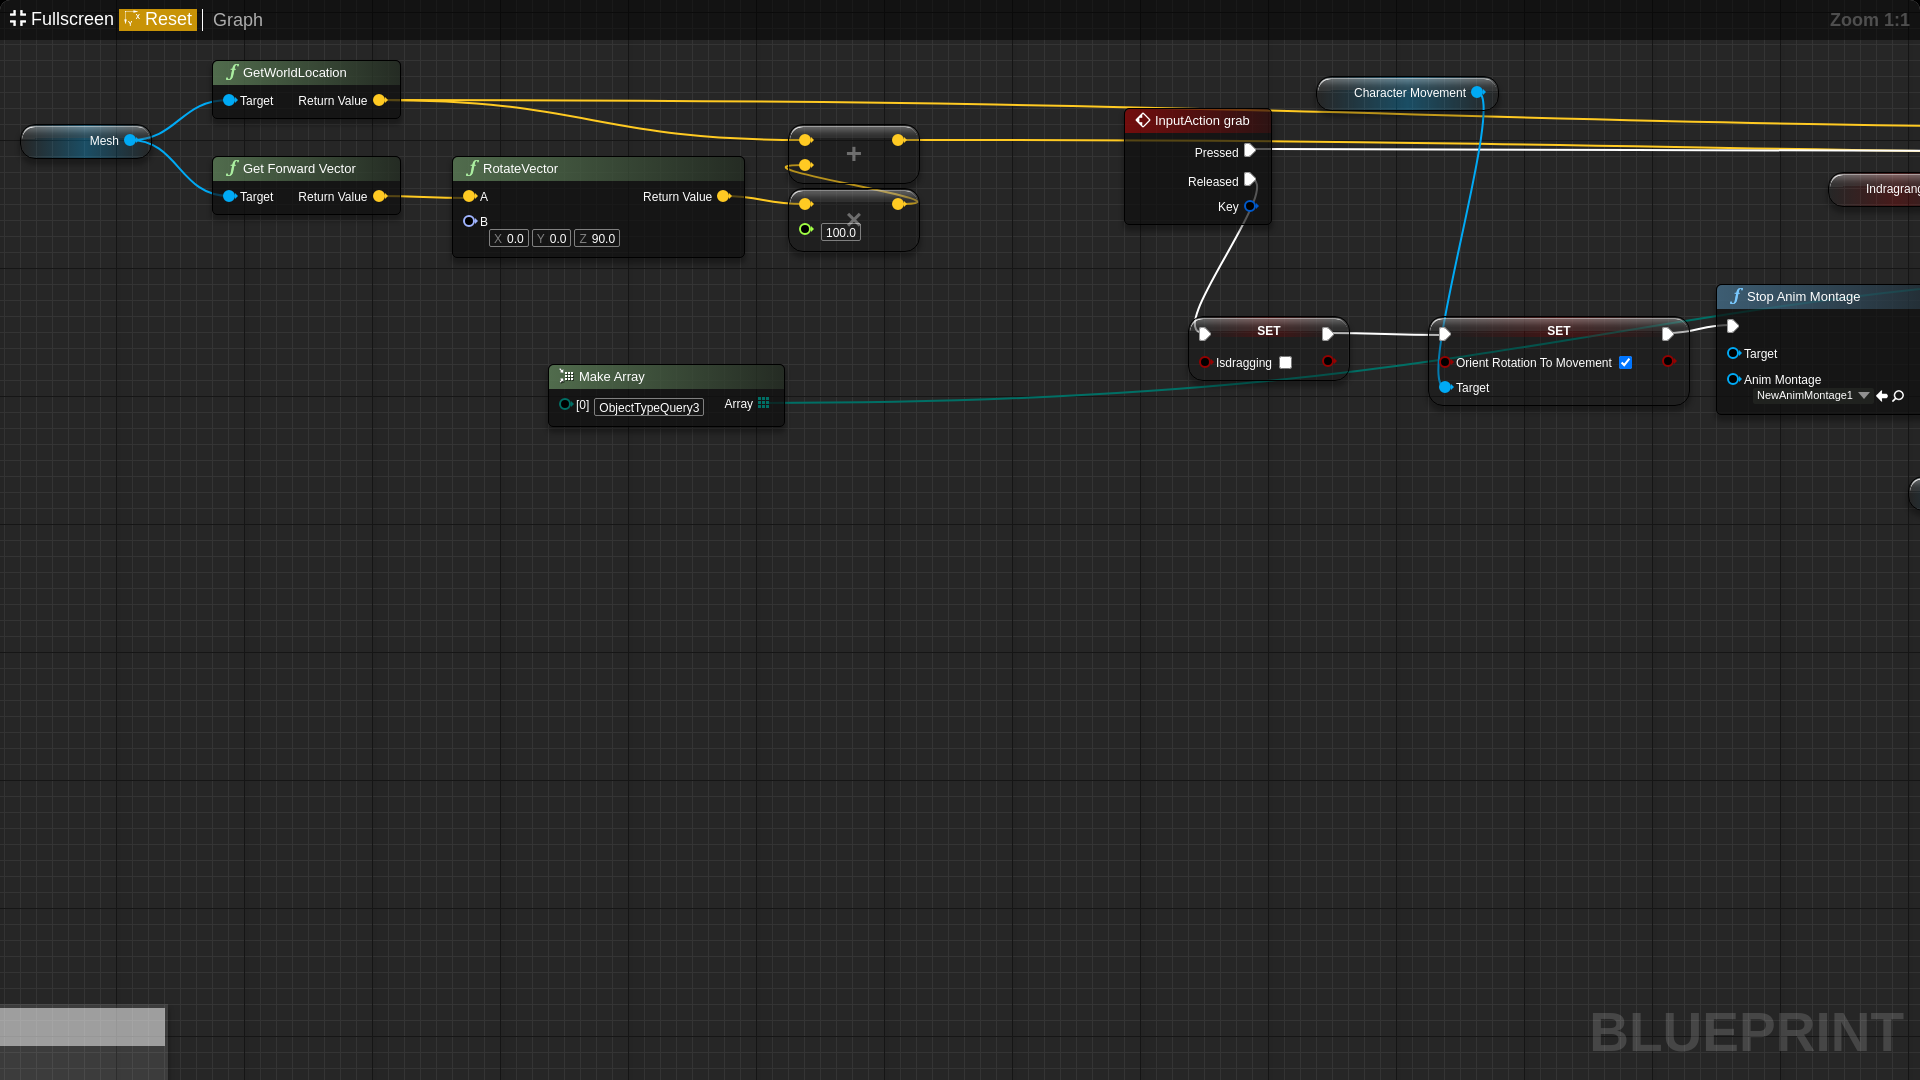 Fullscreen Reset Graph
Zoom 1:1
GetWorldLocation
Target Return Value
Mesh
Get Forward Vector
Target Return Value
RotateVector
A Return Value
B
X 0.0 Y 0.0 Z 90.0
+
×
100.0
InputAction grab
Pressed
Released
Key
Character Movement
Indragrang
SET
Isdragging
SET
Orient Rotation To Movement
Target
Stop Anim Montage
Target
Anim Montage
NewAnimMontage1
Make Array
[0] ObjectTypeQuery3 Array
BLUEPRINT